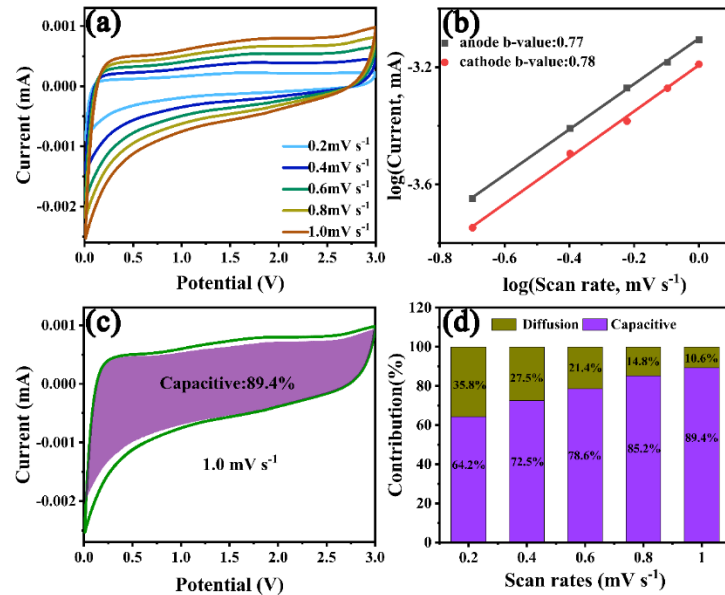 (a)
0.001
0.000
-0.001
-0.002
Current (mA)
0.2mV s⁻¹
0.4mV s⁻¹
0.6mV s⁻¹
0.8mV s⁻¹
1.0mV s⁻¹
0.0 0.5 1.0 1.5 2.0 2.5 3.0
Potential (V)
(b)
anode b-value:0.77
cathode b-value:0.78
-3.2
-3.6
log(Current, mA)
-0.8 -0.6 -0.4 -0.2 0.0
log(Scan rate, mV s⁻¹)
(c)
0.001
0.000
-0.001
-0.002
Current (mA)
Capacitive:89.4%
1.0 mV s⁻¹
0.0 0.5 1.0 1.5 2.0 2.5 3.0
Potential (V)
(d)
Diffusion Capacitive
120
100
80
60
40
20
0
Contribution(%)
35.8% 27.5% 21.4% 14.8% 10.6%
64.2% 72.5% 78.6% 85.2% 89.4%
0.2 0.4 0.6 0.8 1
Scan rates (mV s⁻¹)